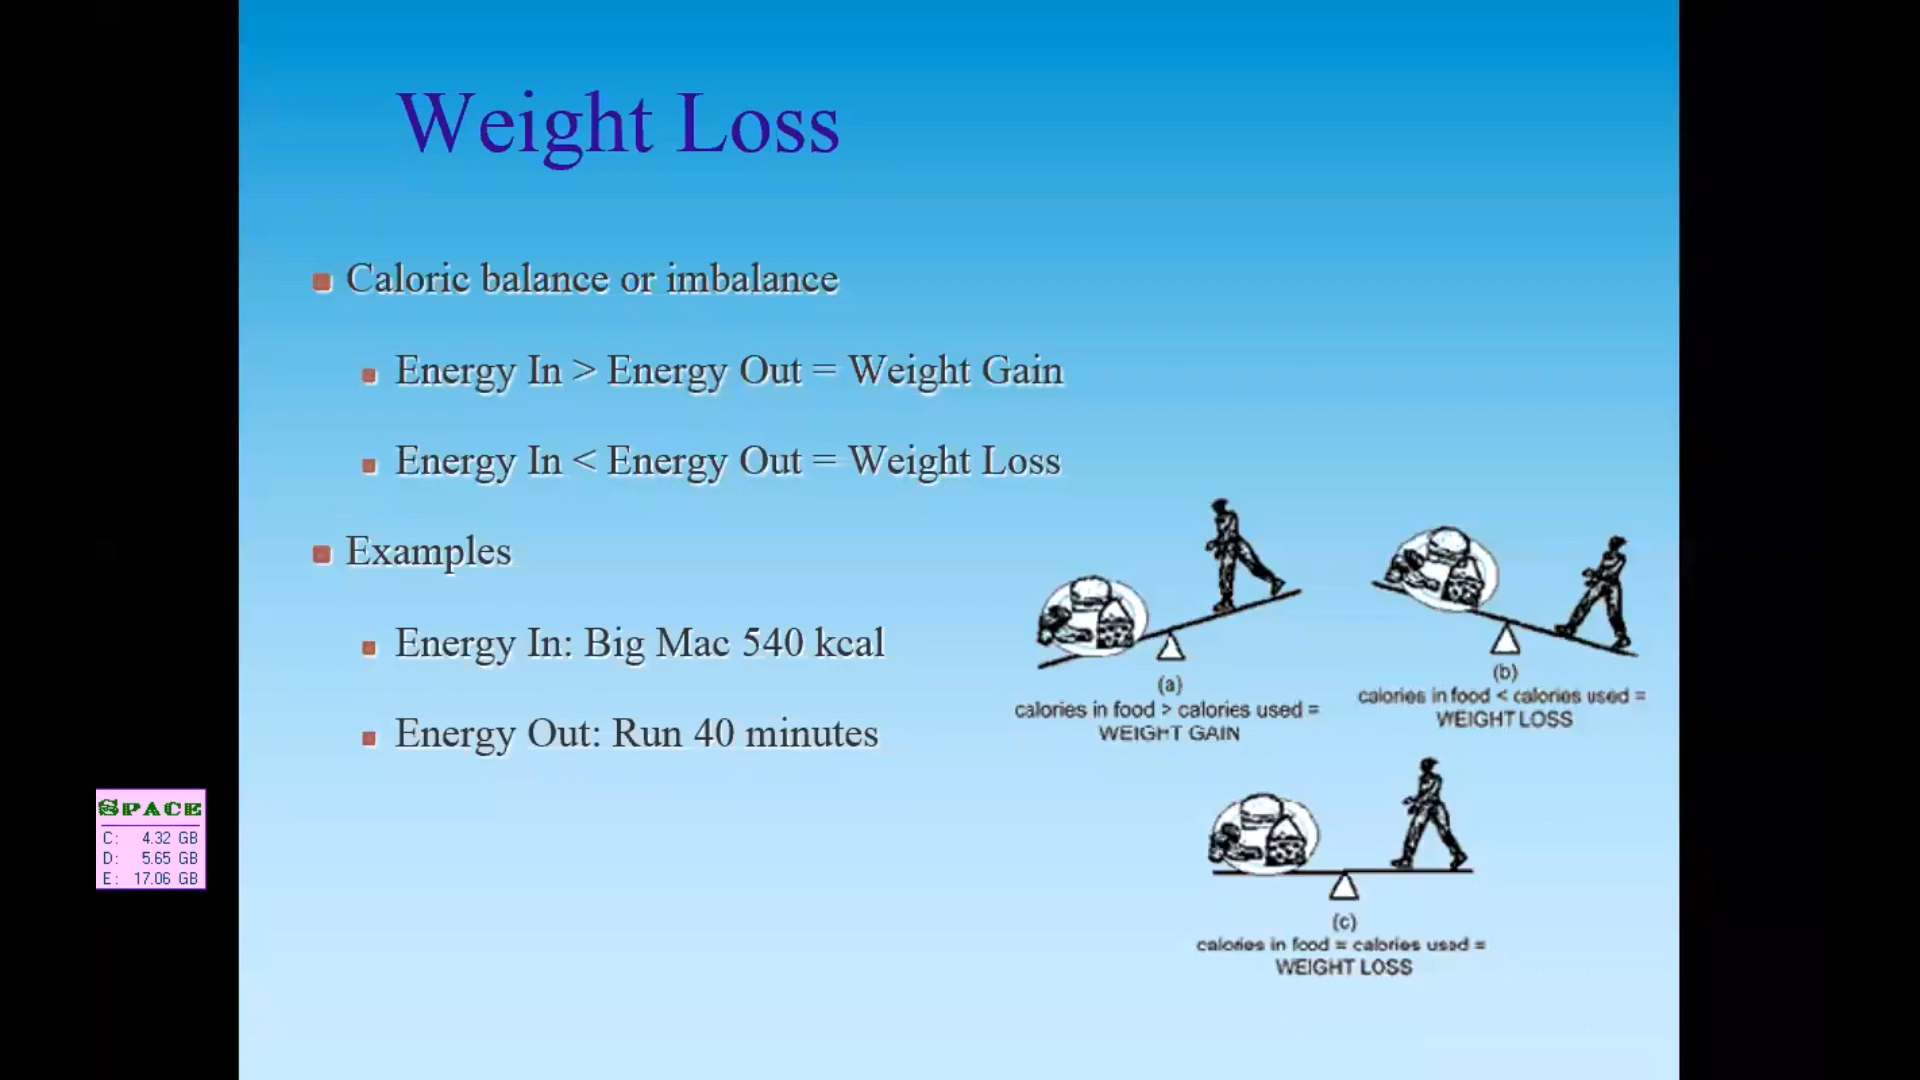 Weight Loss
Caloric balance or imbalance
Energy In > Energy Out = Weight Gain
Energy In < Energy Out = Weight Loss
Examples
Energy In: Big Mac 540 kcal
Energy Out: Run 40 minutes
(a)
calories in food > calories used =
WEIGHT GAIN
(b)
calories in food < calories used =
WEIGHT LOSS
(c)
calories in food = calories used =
WEIGHT LOSS
SPACE
C: 4.32 GB
D: 5.65 GB
E: 17.06 GB